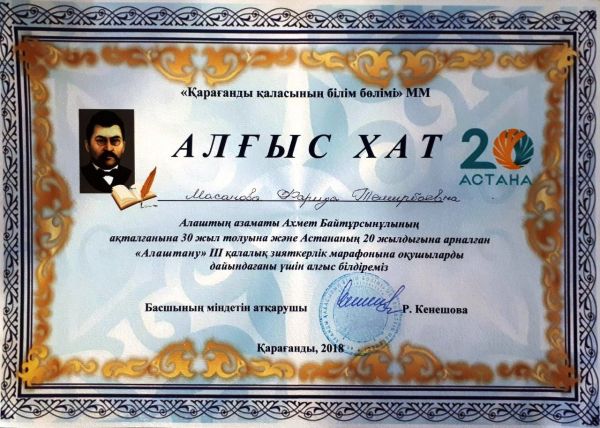 «Қарағанды қаласының білім бөлімі» ММ
АЛҒЫС ХАТ
20
АСТАНА
Масанова Фарида Темирбаевна
Алаштың азаматы Ахмет Байтұрсынұлының
ақталғанына 30 жыл толуына және Астананың 20 жылдығына арналған
«Алаштану» III қалалық зияткерлік марафонына оқушыларды
дайындағаны үшін алғыс білдіреміз
Басшының міндетін атқарушы Р. Кенешова
Қарағанды, 2018